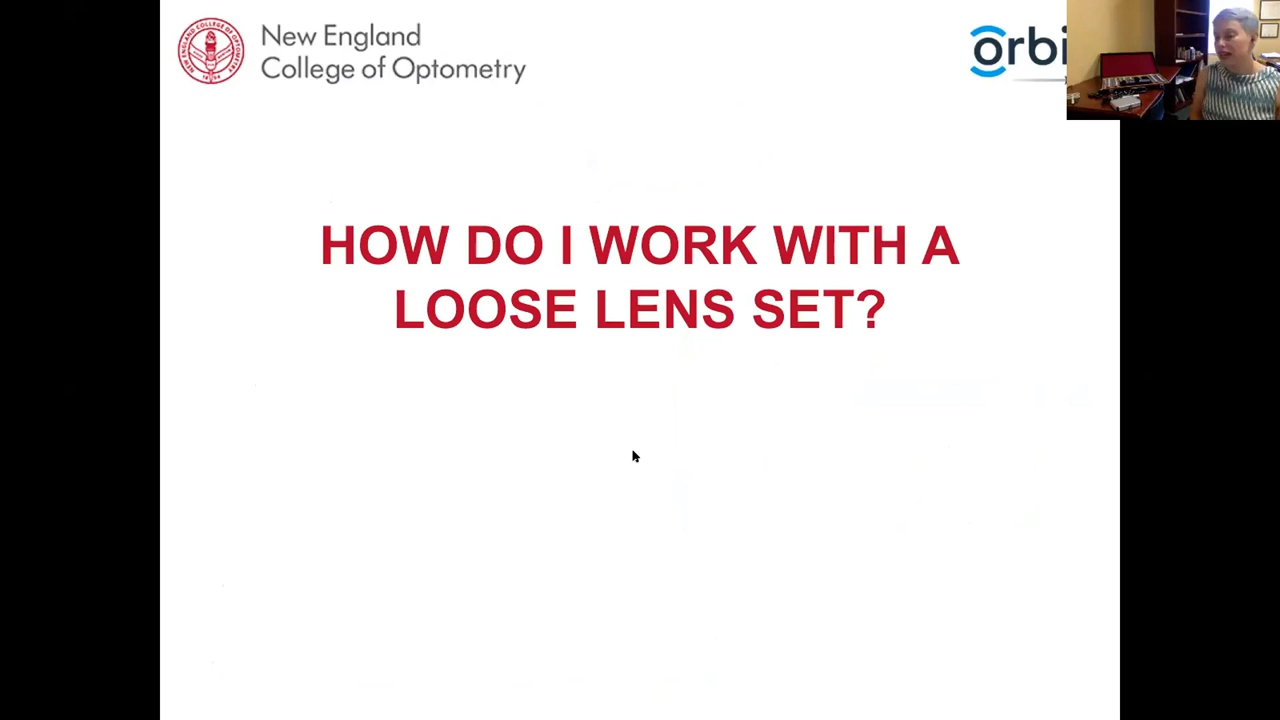 New England
College of Optometry
orbi
HOW DO I WORK WITH A
LOOSE LENS SET?